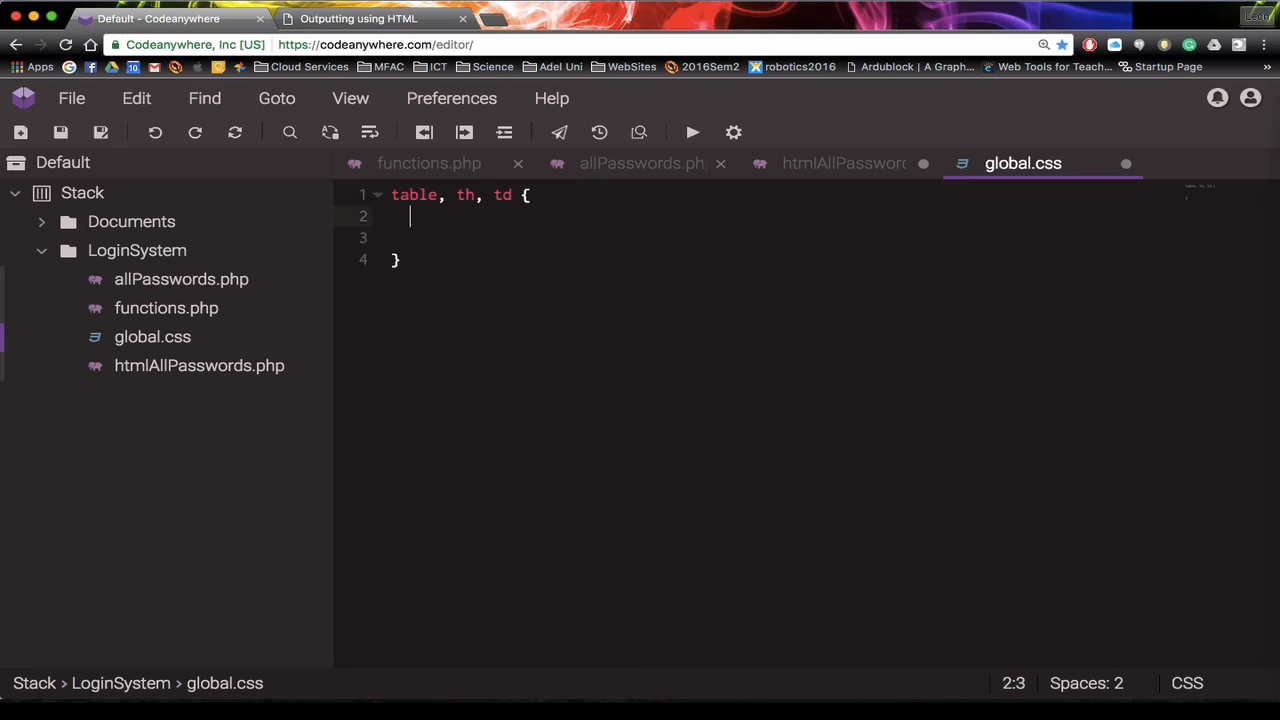 Default - Codeanywhere
Outputting using HTML
Leon
Codeanywhere, Inc [US] https://codeanywhere.com/editor/
Apps Cloud Services MFAC ICT Science Adel Uni WebSites 2016Sem2 robotics2016 Ardublock | A Graph... Web Tools for Teach... Startup Page »
File Edit Find Goto View Preferences Help
Default functions.php allPasswords.ph htmlAllPassword global.css
Stack
Documents
LoginSystem
allPasswords.php
functions.php
global.css
htmlAllPasswords.php
1 table, th, td {
2
3
4 }
Stack > LoginSystem > global.css 2:3 Spaces: 2 CSS